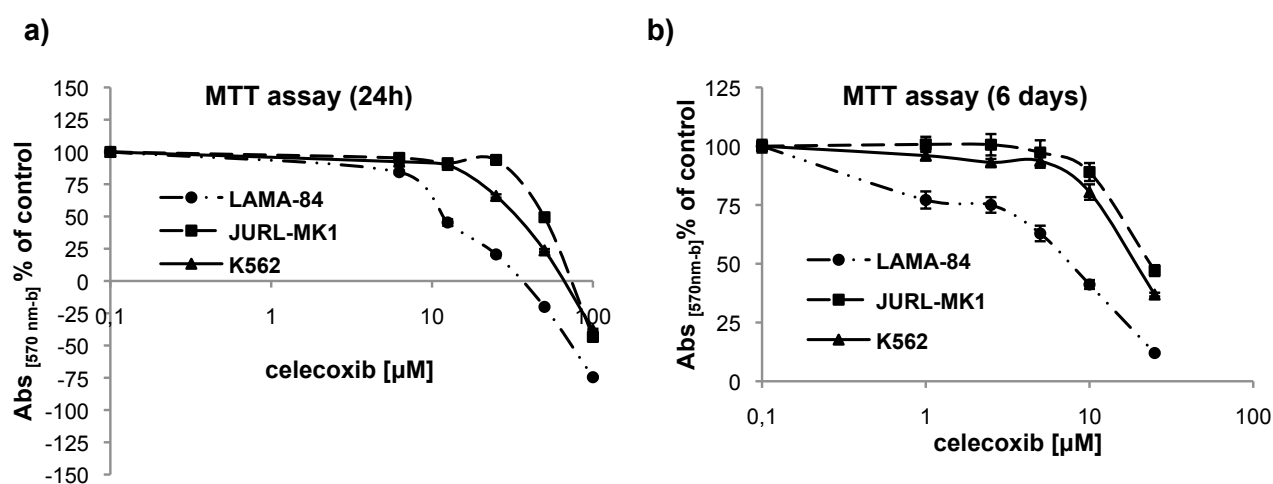 a)
MTT assay (24h)
Abs [570 nm-b] % of control
150
125
100
75
50
25
0
-25
-50
-75
-100
-125
-150
LAMA-84
JURL-MK1
K562
0,1
1
10
100
celecoxib [µM]
b)
MTT assay (6 days)
Abs [570nm-b]% of control
125
100
75
50
25
0
LAMA-84
JURL-MK1
K562
0,1
1
10
100
celecoxib [µM]